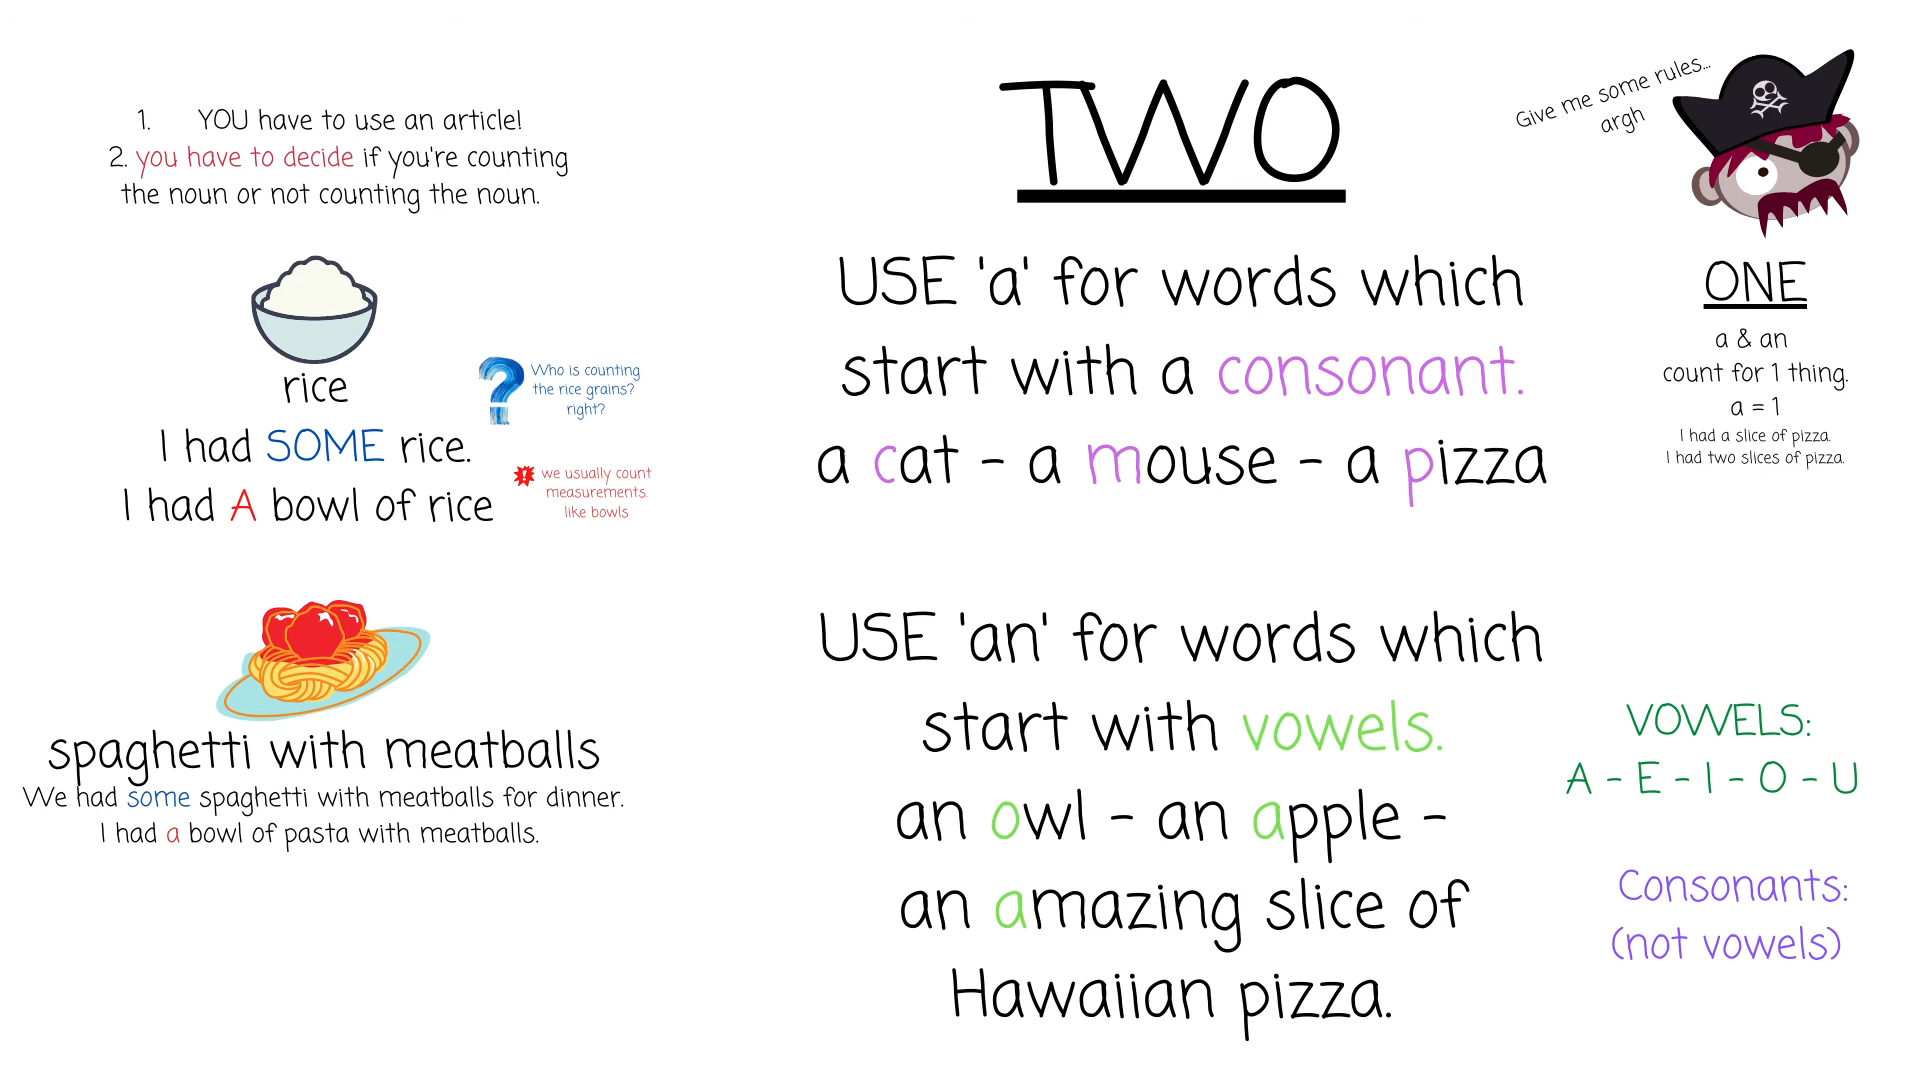 1. YOU have to use an article!
2. you have to decide if you're counting
the noun or not counting the noun.
rice
Who is counting
the rice grains?
right?
I had SOME rice.
I had A bowl of rice
! we usually count
measurements.
like bowls
spaghetti with meatballs
We had some spaghetti with meatballs for dinner.
I had a bowl of pasta with meatballs.
TWO
USE 'a' for words which
start with a consonant.
a cat - a mouse - a pizza
USE 'an' for words which
start with vowels.
an owl - an apple -
an amazing slice of
Hawaiian pizza.
Give me some rules...
argh
ONE
a & an
count for 1 thing.
a = 1
I had a slice of pizza.
I had two slices of pizza.
VOWELS:
A - E - I - O - U
Consonants:
(not vowels)